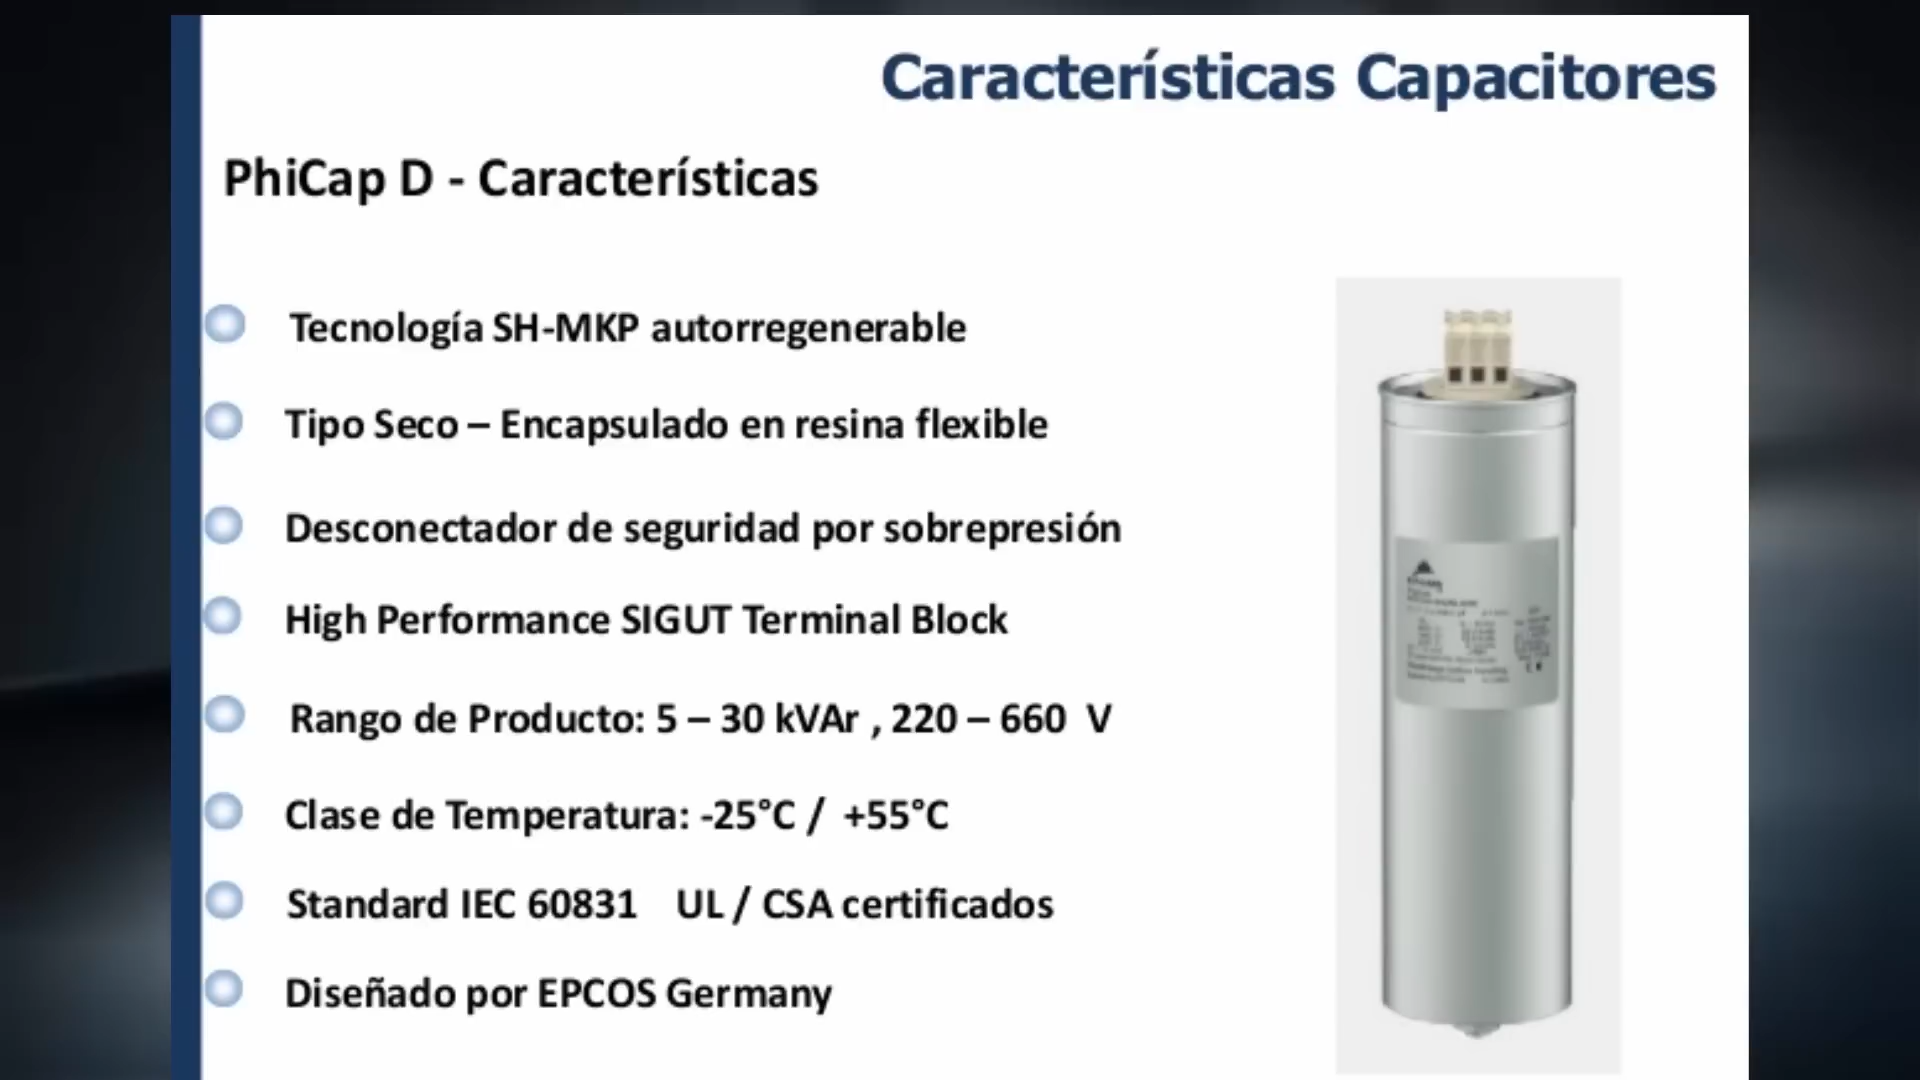 Características Capacitores
PhiCap D - Características
Tecnología SH-MKP autorregenerable
Tipo Seco – Encapsulado en resina flexible
Desconectador de seguridad por sobrepresión
High Performance SIGUT Terminal Block
Rango de Producto: 5 – 30 kVAr , 220 – 660 V
Clase de Temperatura: -25°C / +55°C
Standard IEC 60831 UL / CSA certificados
Diseñado por EPCOS Germany